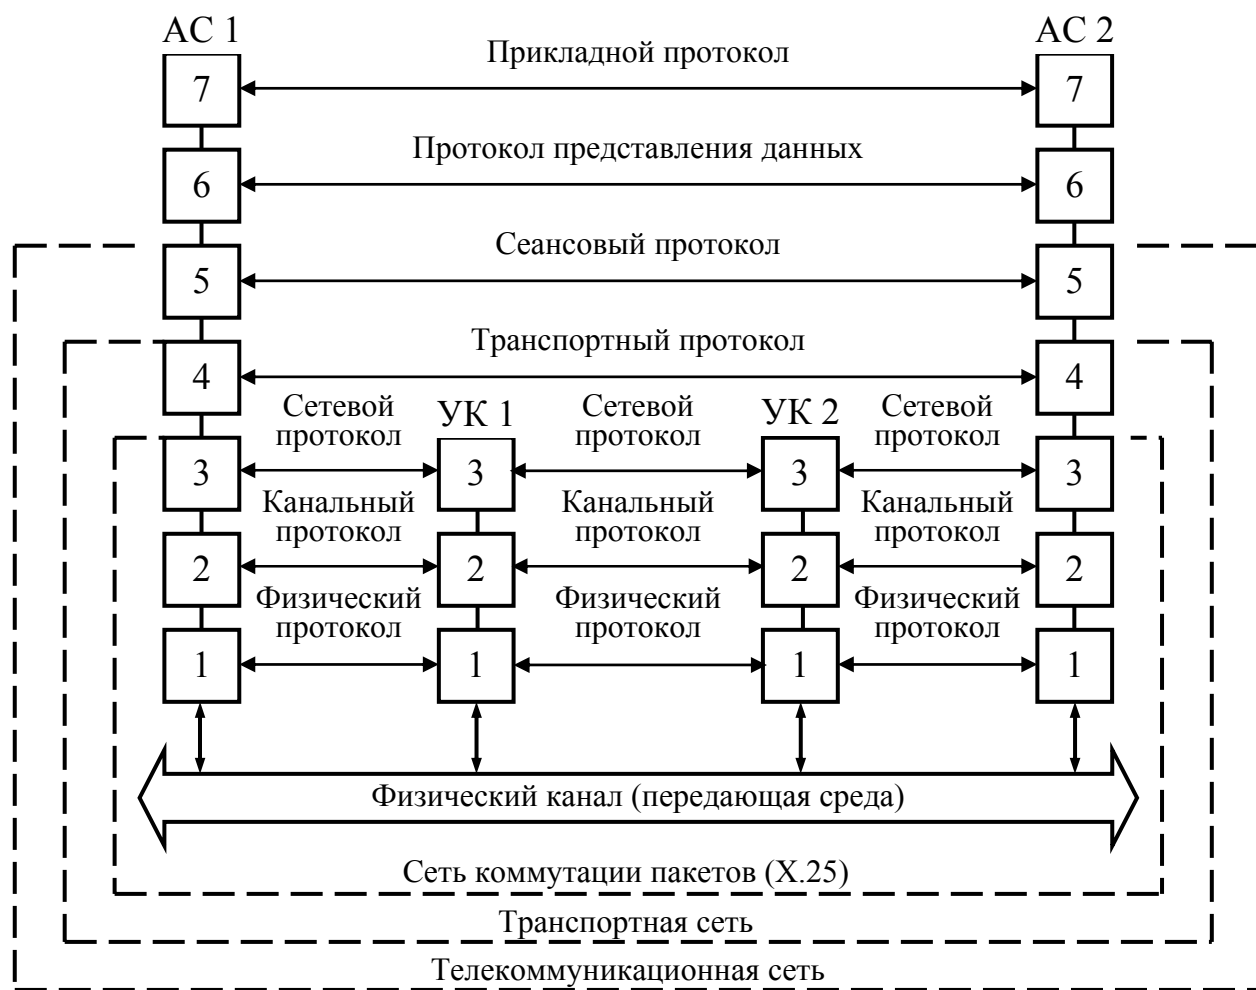 АС 1
АС 2
Прикладной протокол
7
7
Протокол представления данных
6
6
Сеансовый протокол
5
5
Транспортный протокол
4
4
Сетевой
протокол
УК 1
Сетевой
протокол
УК 2
Сетевой
протокол
3
3
3
3
Канальный
протокол
Канальный
протокол
Канальный
протокол
2
2
2
2
Физический
протокол
Физический
протокол
Физический
протокол
1
1
1
1
Физический канал (передающая среда)
Сеть коммутации пакетов (Х.25)
Транспортная сеть
Телекоммуникационная сеть